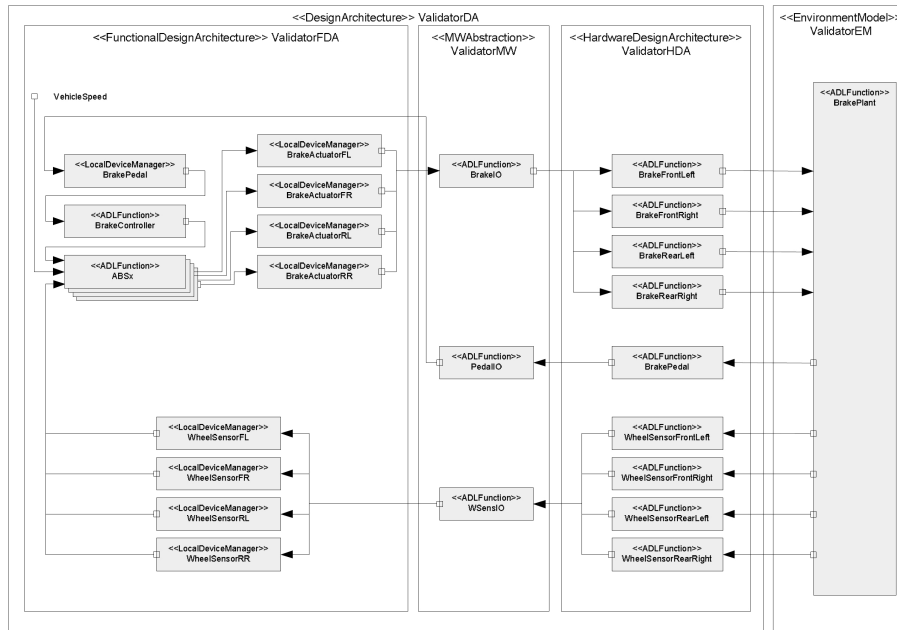 <<DesignArchitecture>> ValidatorDA
<<EnvironmentModel>>
ValidatorEM
<<FunctionalDesignArchitecture>> ValidatorFDA
<<MWAbstraction>>
ValidatorMW
<<HardwareDesignArchitecture>>
ValidatorHDA
VehicleSpeed
<<ADLFunction>>
BrakePlant
<<LocalDeviceManager>>
BrakePedal
<<ADLFunction>>
BrakeController
<<ADLFunction>>
ABSx
<<LocalDeviceManager>>
BrakeActuatorFL
<<LocalDeviceManager>>
BrakeActuatorFR
<<LocalDeviceManager>>
BrakeActuatorRL
<<LocalDeviceManager>>
BrakeActuatorRR
<<ADLFunction>>
BrakeIO
<<ADLFunction>>
BrakeFrontLeft
<<ADLFunction>>
BrakeFrontRight
<<ADLFunction>>
BrakeRearLeft
<<ADLFunction>>
BrakeRearRight
<<ADLFunction>>
PedalIO
<<ADLFunction>>
BrakePedal
<<LocalDeviceManager>>
WheelSensorFL
<<LocalDeviceManager>>
WheelSensorFR
<<LocalDeviceManager>>
WheelSensorRL
<<LocalDeviceManager>>
WheelSensorRR
<<ADLFunction>>
WSensIO
<<ADLFunction>>
WheelSensorFrontLeft
<<ADLFunction>>
WheelSensorFrontRight
<<ADLFunction>>
WheelSensorRearLeft
<<ADLFunction>>
WheelSensorRearRight